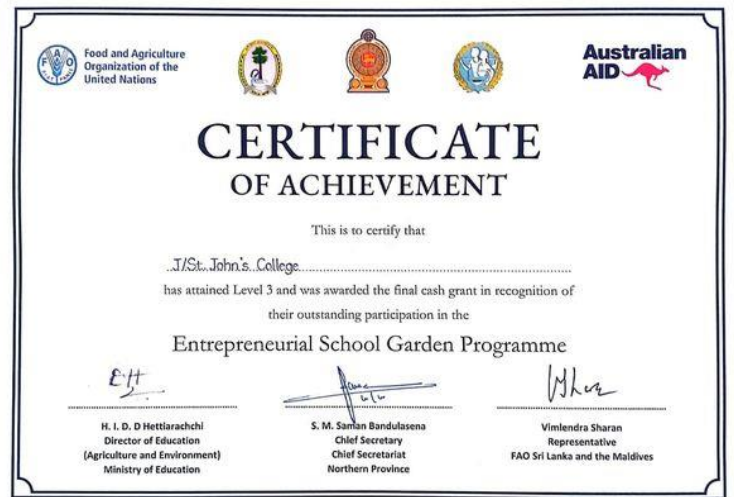 Food and Agriculture
Organization of the
United Nations
Australian
AID
CERTIFICATE
OF ACHIEVEMENT
This is to certify that
J/St. John's College
has attained Level 3 and was awarded the final cash grant in recognition of
their outstanding participation in the
Entrepreneurial School Garden Programme
H. I. D. D Hettiarachchi
Director of Education
(Agriculture and Environment)
Ministry of Education
S. M. Saman Bandulasena
Chief Secretary
Chief Secretariat
Northern Province
Vimlendra Sharan
Representative
FAO Sri Lanka and the Maldives